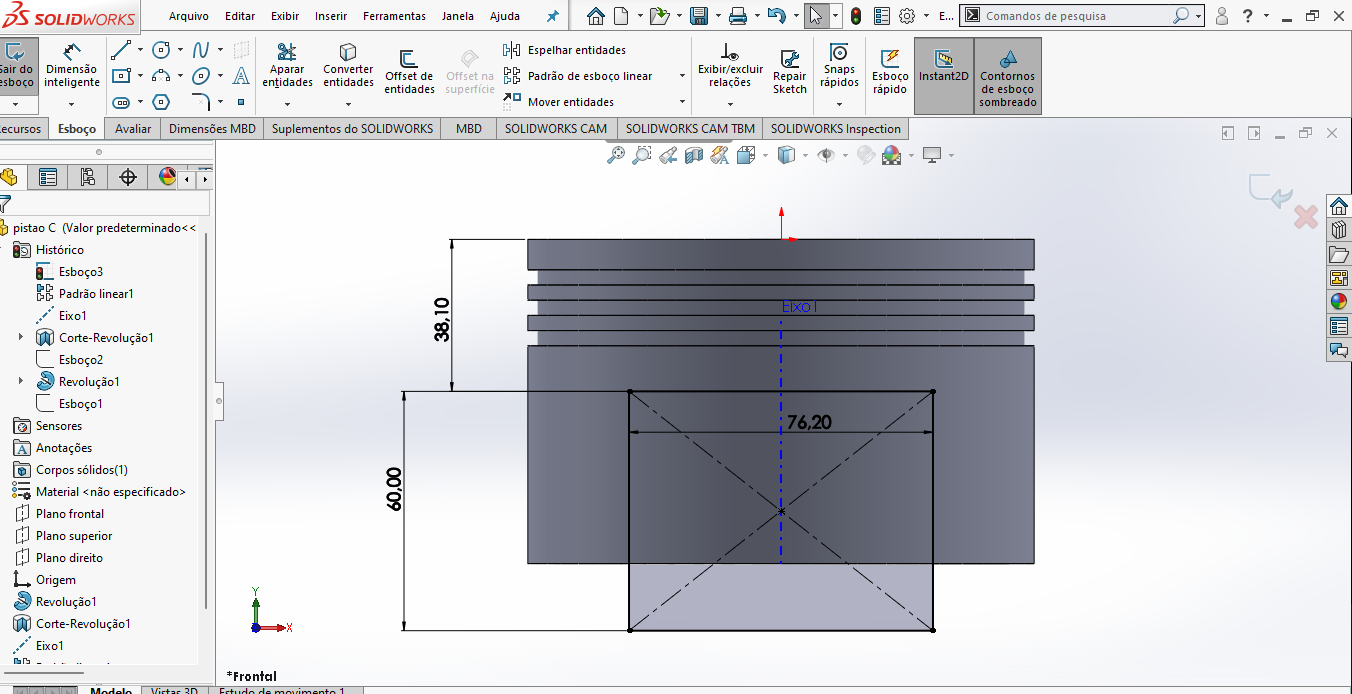 SOLIDWORKS Arquivo Editar Exibir Inserir Ferramentas Janela Ajuda E... Comandos de pesquisa ?
Sair do esboço
Dimensão inteligente
Aparar entidades
Converter entidades
Offset de entidades
Offset na superfície
Espelhar entidades
Padrão de esboço linear
Mover entidades
Exibir/excluir relações
Repair Sketch
Snaps rápidos
Esboço rápido
Instant2D
Contornos de esboço sombreado
ecursos Esboço Avaliar Dimensões MBD Suplementos do SOLIDWORKS MBD SOLIDWORKS CAM SOLIDWORKS CAM TBM SOLIDWORKS Inspection
pistao C (Valor predeterminado<<
Histórico
Esboço3
Padrão linear1
Eixo1
Corte-Revolução1
Esboço2
Revolução1
Esboço1
Sensores
Anotações
Corpos sólidos(1)
Material <não especificado>
Plano frontal
Plano superior
Plano direito
Origem
Revolução1
Corte-Revolução1
Eixo1
38,10
Eixo1
76,20
60,00
Y
X
*Frontal
Modelo Vistas 3D Estudo de movimento 1